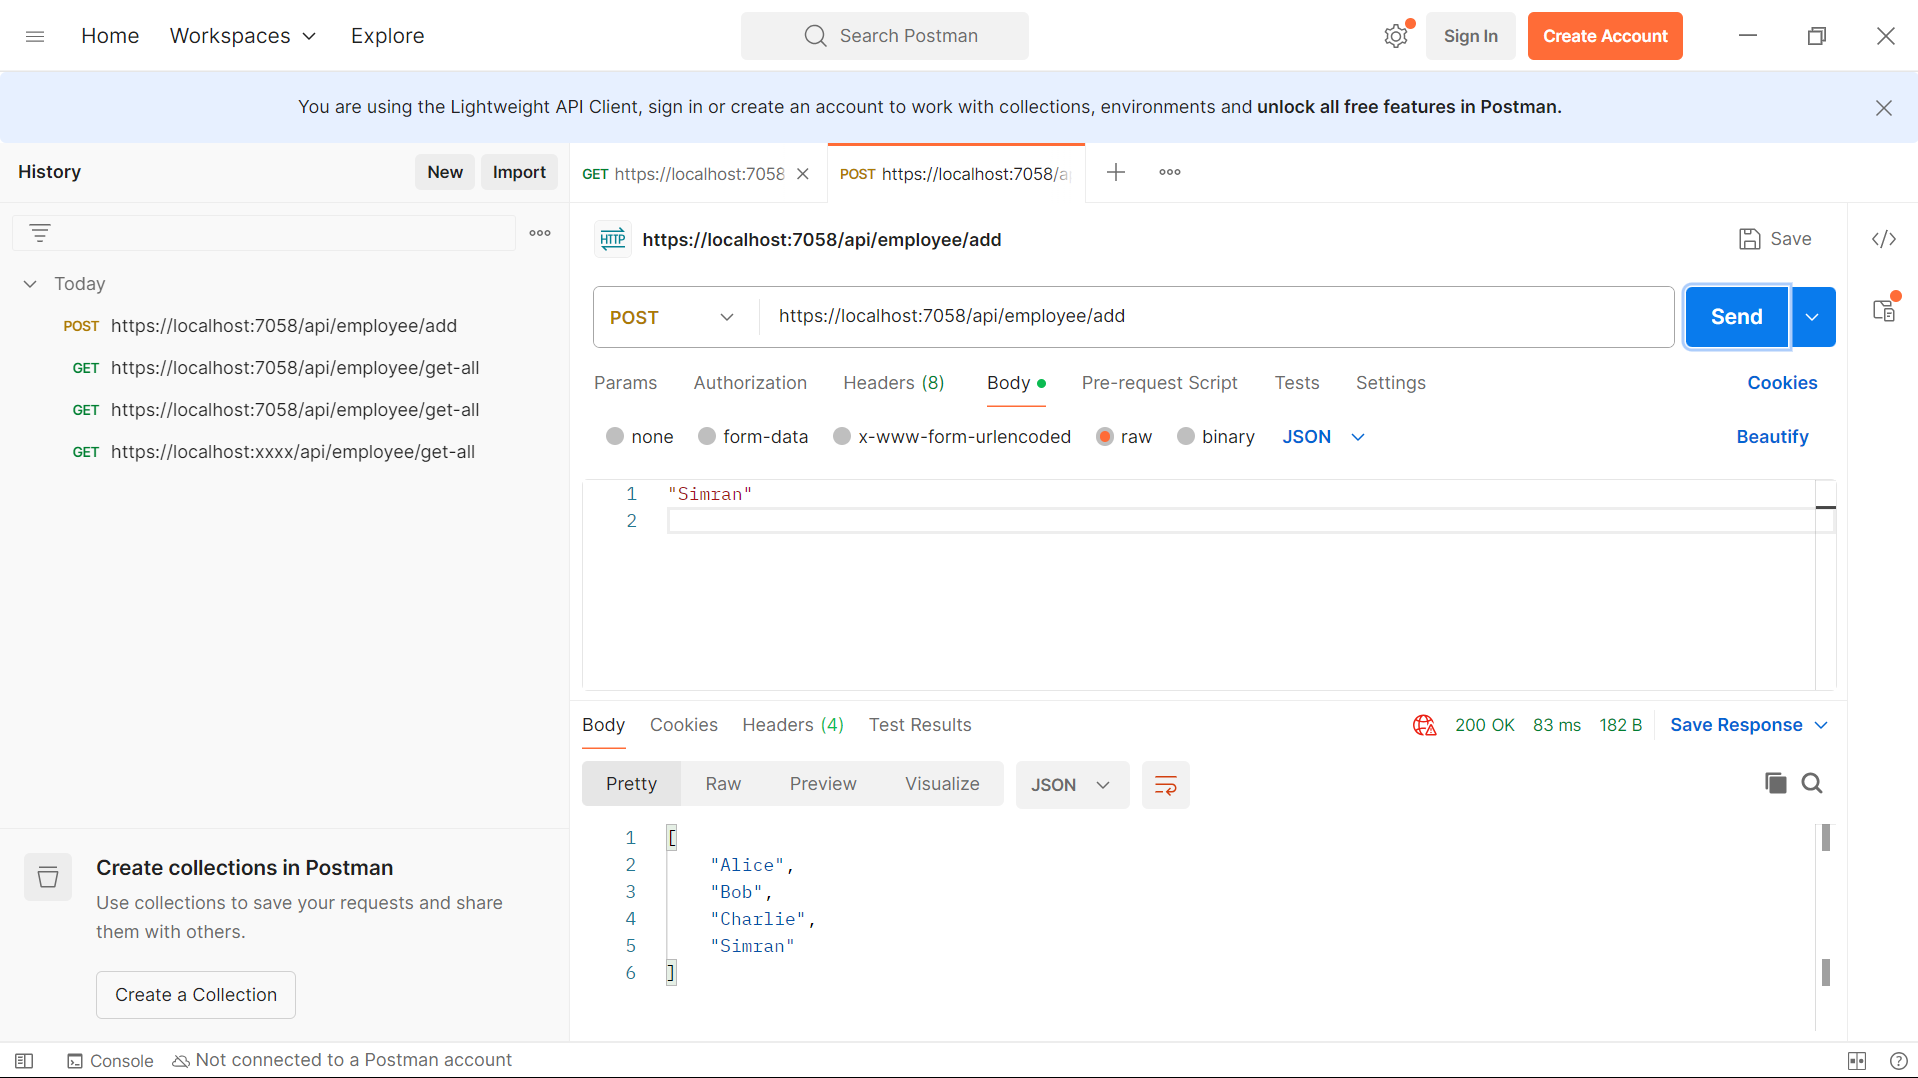 Home Workspaces Explore Search Postman Sign In Create Account
You are using the Lightweight API Client, sign in or create an account to work with collections, environments and unlock all free features in Postman.
History New Import
GET https://localhost:7058 POST https://localhost:7058/a
HTTP https://localhost:7058/api/employee/add Save
Today
POST https://localhost:7058/api/employee/add
GET https://localhost:7058/api/employee/get-all
GET https://localhost:7058/api/employee/get-all
GET https://localhost:xxxx/api/employee/get-all
POST https://localhost:7058/api/employee/add Send
Params Authorization Headers (8) Body Pre-request Script Tests Settings Cookies
none form-data x-www-form-urlencoded raw binary JSON Beautify
1 "Simran"
2
Body Cookies Headers (4) Test Results 200 OK 83 ms 182 B Save Response
Pretty Raw Preview Visualize JSON
1 [
2 "Alice",
3 "Bob",
4 "Charlie",
5 "Simran"
6 ]
Create collections in Postman
Use collections to save your requests and share
them with others.
Create a Collection
Console Not connected to a Postman account